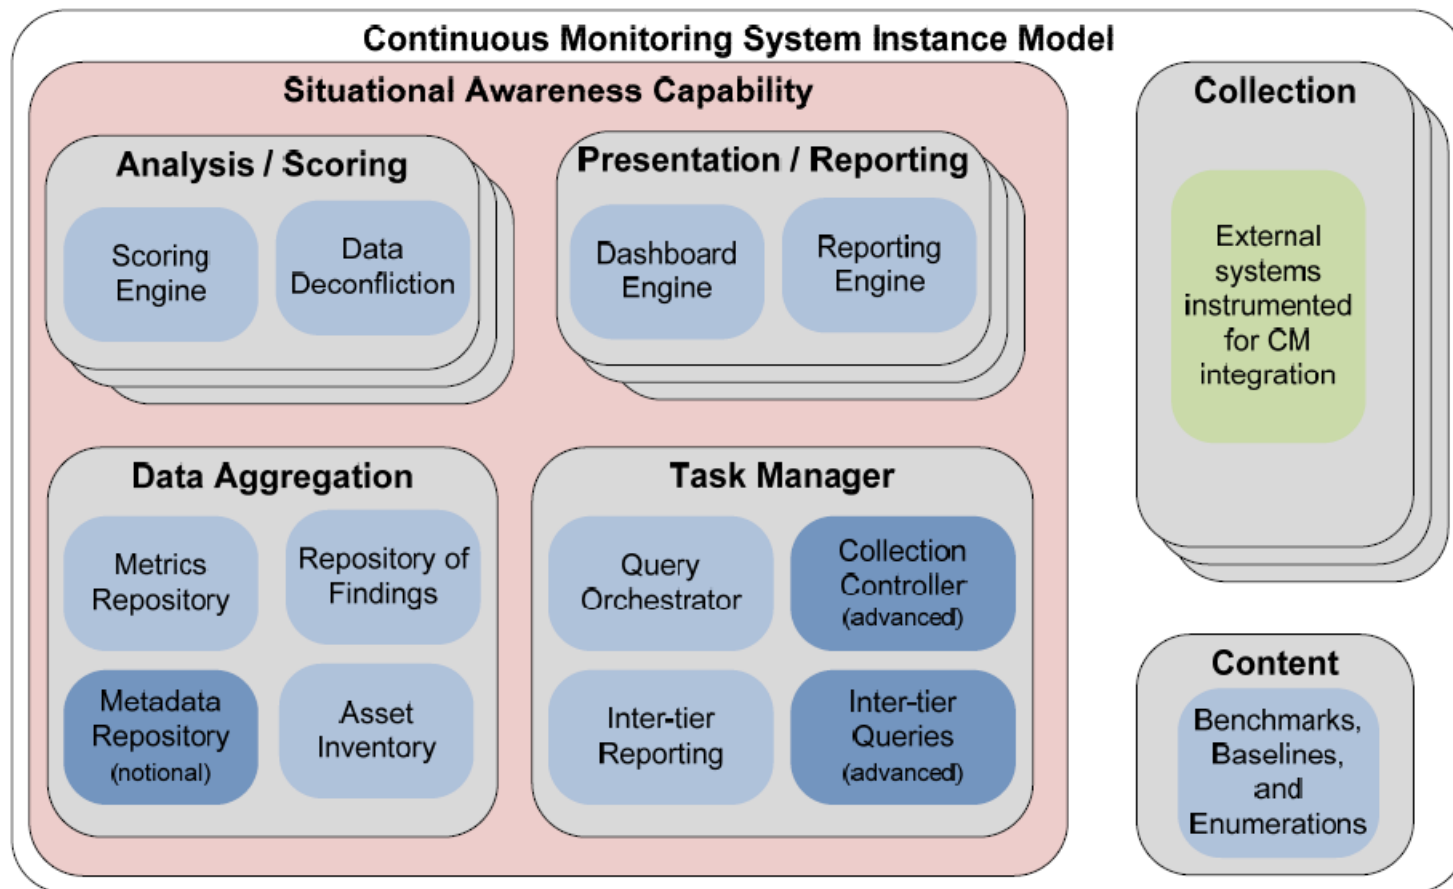 Continuous Monitoring System Instance Model
Situational Awareness Capability
Analysis / Scoring
Scoring
Engine
Data
Deconfliction
Presentation / Reporting
Dashboard
Engine
Reporting
Engine
Data Aggregation
Metrics
Repository
Repository of
Findings
Metadata
Repository
(notional)
Asset
Inventory
Task Manager
Query
Orchestrator
Collection
Controller
(advanced)
Inter-tier
Reporting
Inter-tier
Queries
(advanced)
Collection
External
systems
instrumented
for CM
integration
Content
Benchmarks,
Baselines,
and
Enumerations